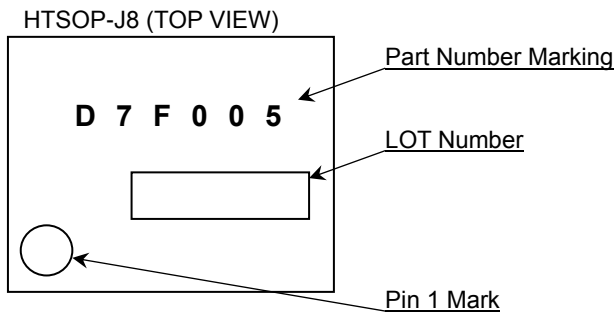 HTSOP-J8 (TOP VIEW)
Part Number Marking
D 7 F 0 0 5
LOT Number
Pin 1 Mark